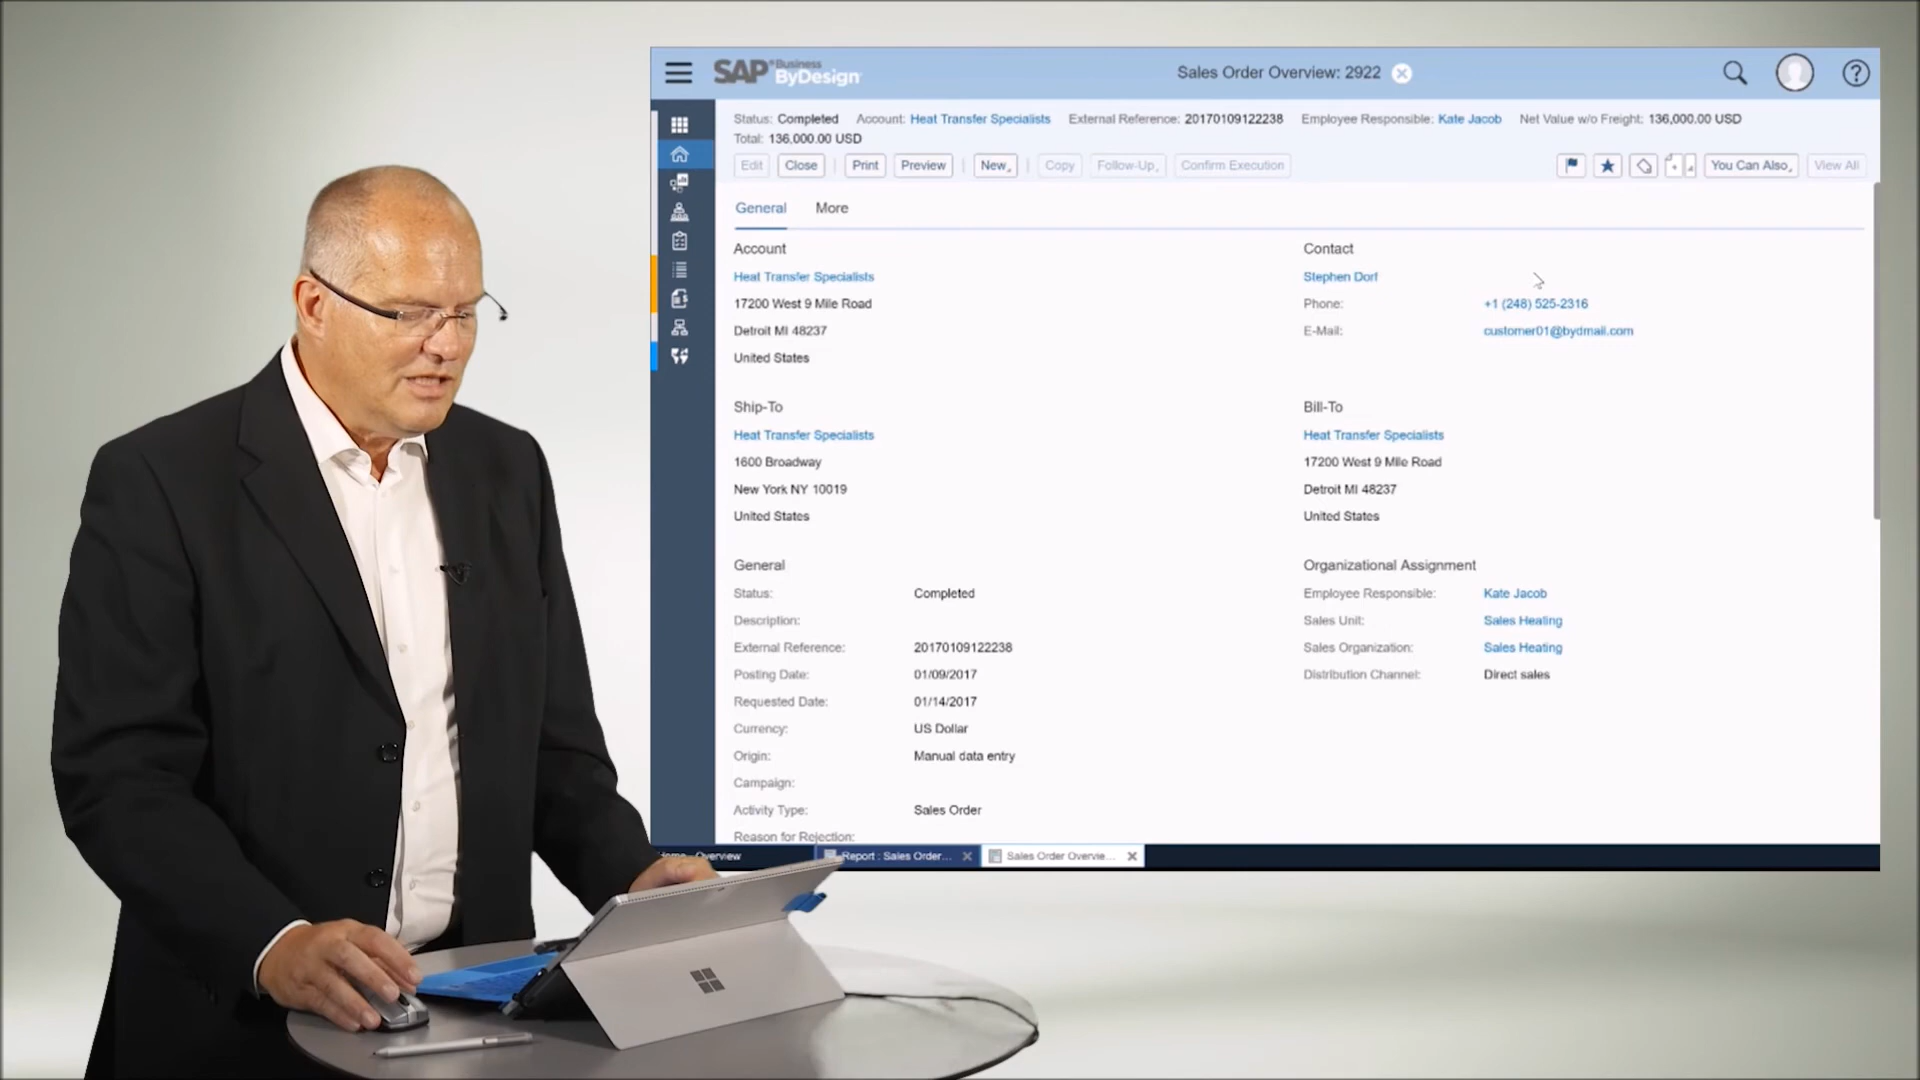 SAP Business ByDesign
Sales Order Overview: 2922
Status: Completed Account: Heat Transfer Specialists External Reference: 20170109122238 Employee Responsible: Kate Jacob Net Value w/o Freight: 136,000.00 USD
Total: 136,000.00 USD
Edit Close Print Preview New Copy Follow-Up Confirm Execution You Can Also View All
General More
Account
Heat Transfer Specialists
17200 West 9 Mile Road
Detroit MI 48237
United States
Contact
Stephen Dorf
Phone: +1 (248) 525-2316
E-Mail: customer01@bydmail.com
Ship-To
Heat Transfer Specialists
1600 Broadway
New York NY 10019
United States
Bill-To
Heat Transfer Specialists
17200 West 9 Mile Road
Detroit MI 48237
United States
General
Status: Completed
Description:
External Reference: 20170109122238
Posting Date: 01/09/2017
Requested Date: 01/14/2017
Currency: US Dollar
Origin: Manual data entry
Campaign:
Activity Type: Sales Order
Reason for Rejection:
Organizational Assignment
Employee Responsible: Kate Jacob
Sales Unit: Sales Heating
Sales Organization: Sales Heating
Distribution Channel: Direct sales
Home - Overview Report : Sales Order... Sales Order Overvie...